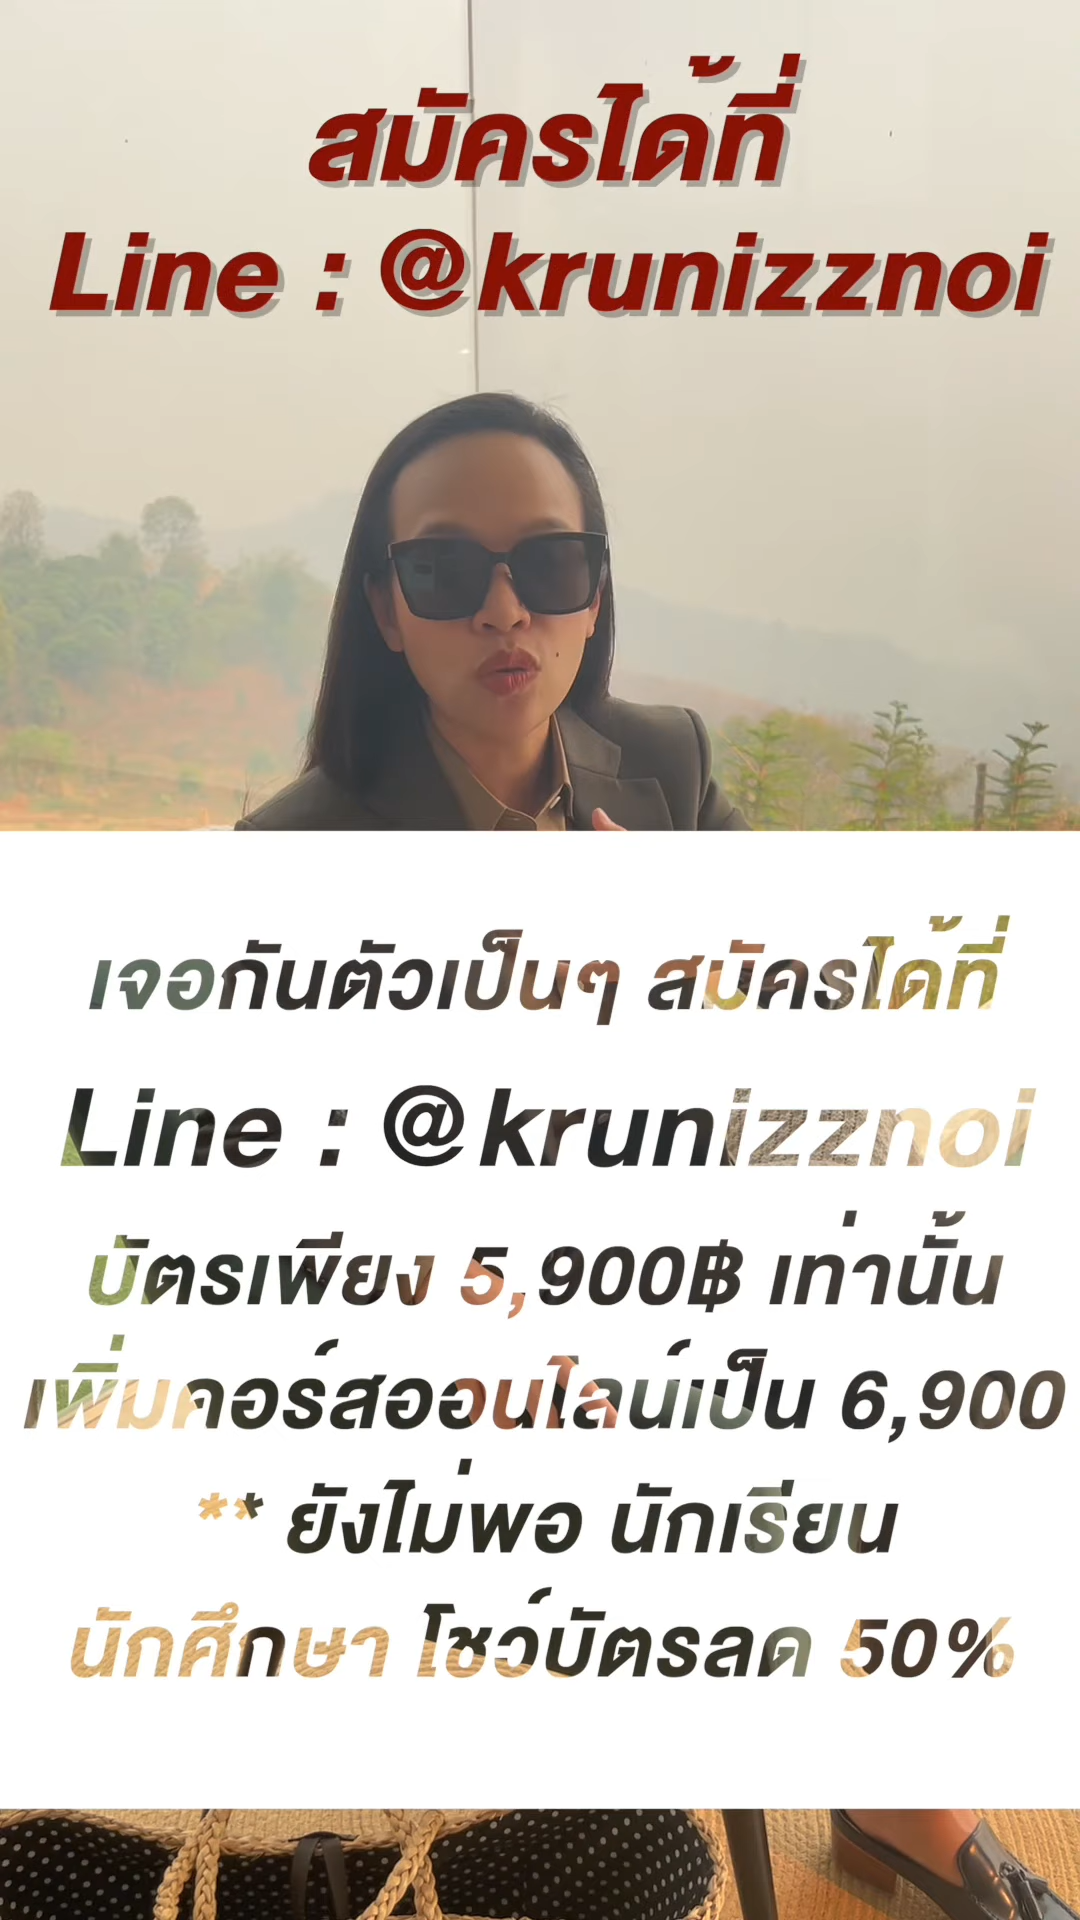 สมัครได้ที่
Line : @krunizznoi
เจอกันตัวเป็นๆ สมัครได้ที่
Line : @krunizznoi
บัตรเพียง 5,900฿ เท่านั้น
เพิ่มคอร์สออนไลน์เป็น 6,900
** ยังไม่พอ นักเรียน
นักศึกษา โชว์บัตรลด 50%